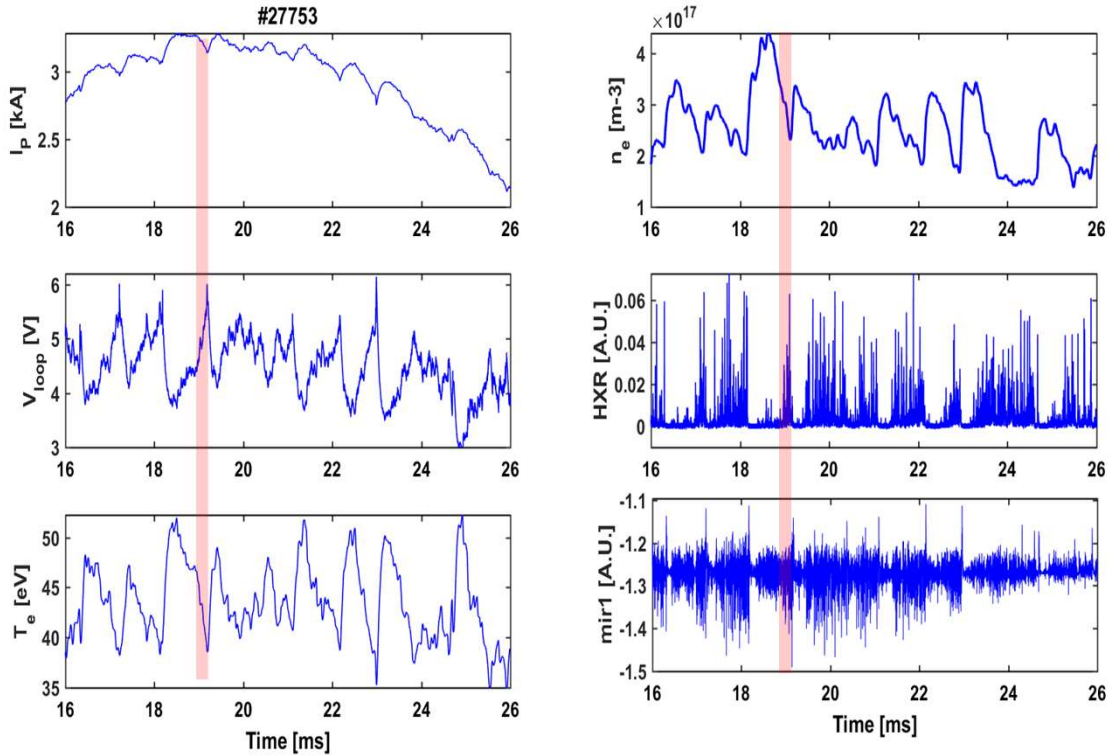 #27753
I_P [kA]
3
2.5
2
16 18 20 22 24 26
V_loop [V]
6
5
4
3
16 18 20 22 24 26
T_e [eV]
50
45
40
35
16 18 20 22 24 26
Time [ms]
×10^17
n_e [m-3]
4
3
2
1
16 18 20 22 24 26
HXR [A.U.]
0.06
0.04
0.02
0
16 18 20 22 24 26
mir1 [A.U.]
-1.1
-1.2
-1.3
-1.4
-1.5
16 18 20 22 24 26
Time [ms]